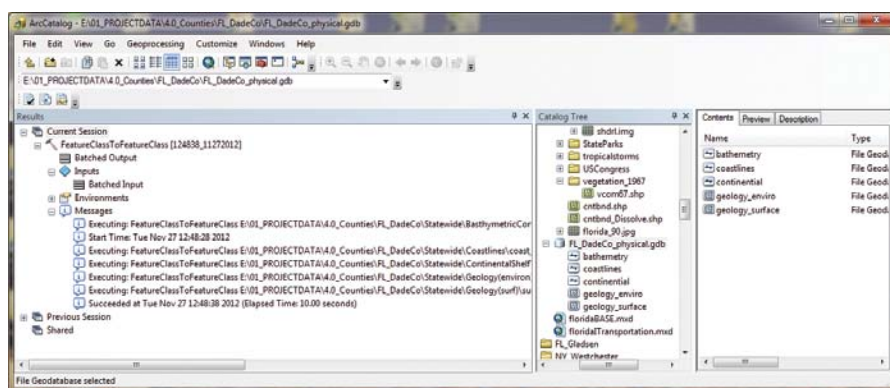 ArcCatalog - E:\01_PROJECTDATA\4.0_Counties\FL_DadeCo\FL_DadeCo_physical.gdb
File Edit View Go Geoprocessing Customize Windows Help
E:\01_PROJECTDATA\4.0_Counties\FL_DadeCo\FL_DadeCo_physical.gdb
Results
Current Session
FeatureClassToFeatureClass [124838_11272012]
Batched Output
Inputs
Batched Input
Environments
Messages
Executing: FeatureClassToFeatureClass E:\01_PROJECTDATA\4.0_Counties\FL_DadeCo\Statewide\BasthymetricCor
Start Time: Tue Nov 27 12:48:28 2012
Executing: FeatureClassToFeatureClass E:\01_PROJECTDATA\4.0_Counties\FL_DadeCo\Statewide\Coastlines\coast_
Executing: FeatureClassToFeatureClass E:\01_PROJECTDATA\4.0_Counties\FL_DadeCo\Statewide\ContinentalShelf
Executing: FeatureClassToFeatureClass E:\01_PROJECTDATA\4.0_Counties\FL_DadeCo\Statewide\Geology(environ
Executing: FeatureClassToFeatureClass E:\01_PROJECTDATA\4.0_Counties\FL_DadeCo\Statewide\Geology(surf)\su
Succeeded at Tue Nov 27 12:48:38 2012 (Elapsed Time: 10.00 seconds)
Previous Session
Shared
Catalog Tree
shdrl.img
StateParks
tropicalstorms
USCongress
vegetation_1967
vcom67.shp
cntbnd.shp
cntbnd_Dissolve.shp
florida_90.jpg
FL_DadeCo_physical.gdb
bathemetry
coastlines
continental
geology_enviro
geology_surface
floridaBASE.mxd
floridalTransportation.mxd
FL_Gladsen
NY_Westchester
Contents Preview Description
Name Type
bathemetry File Geod
coastlines File Geod
continental File Geod
geology_enviro File Geod
geology_surface File Geod
File Geodatabase selected